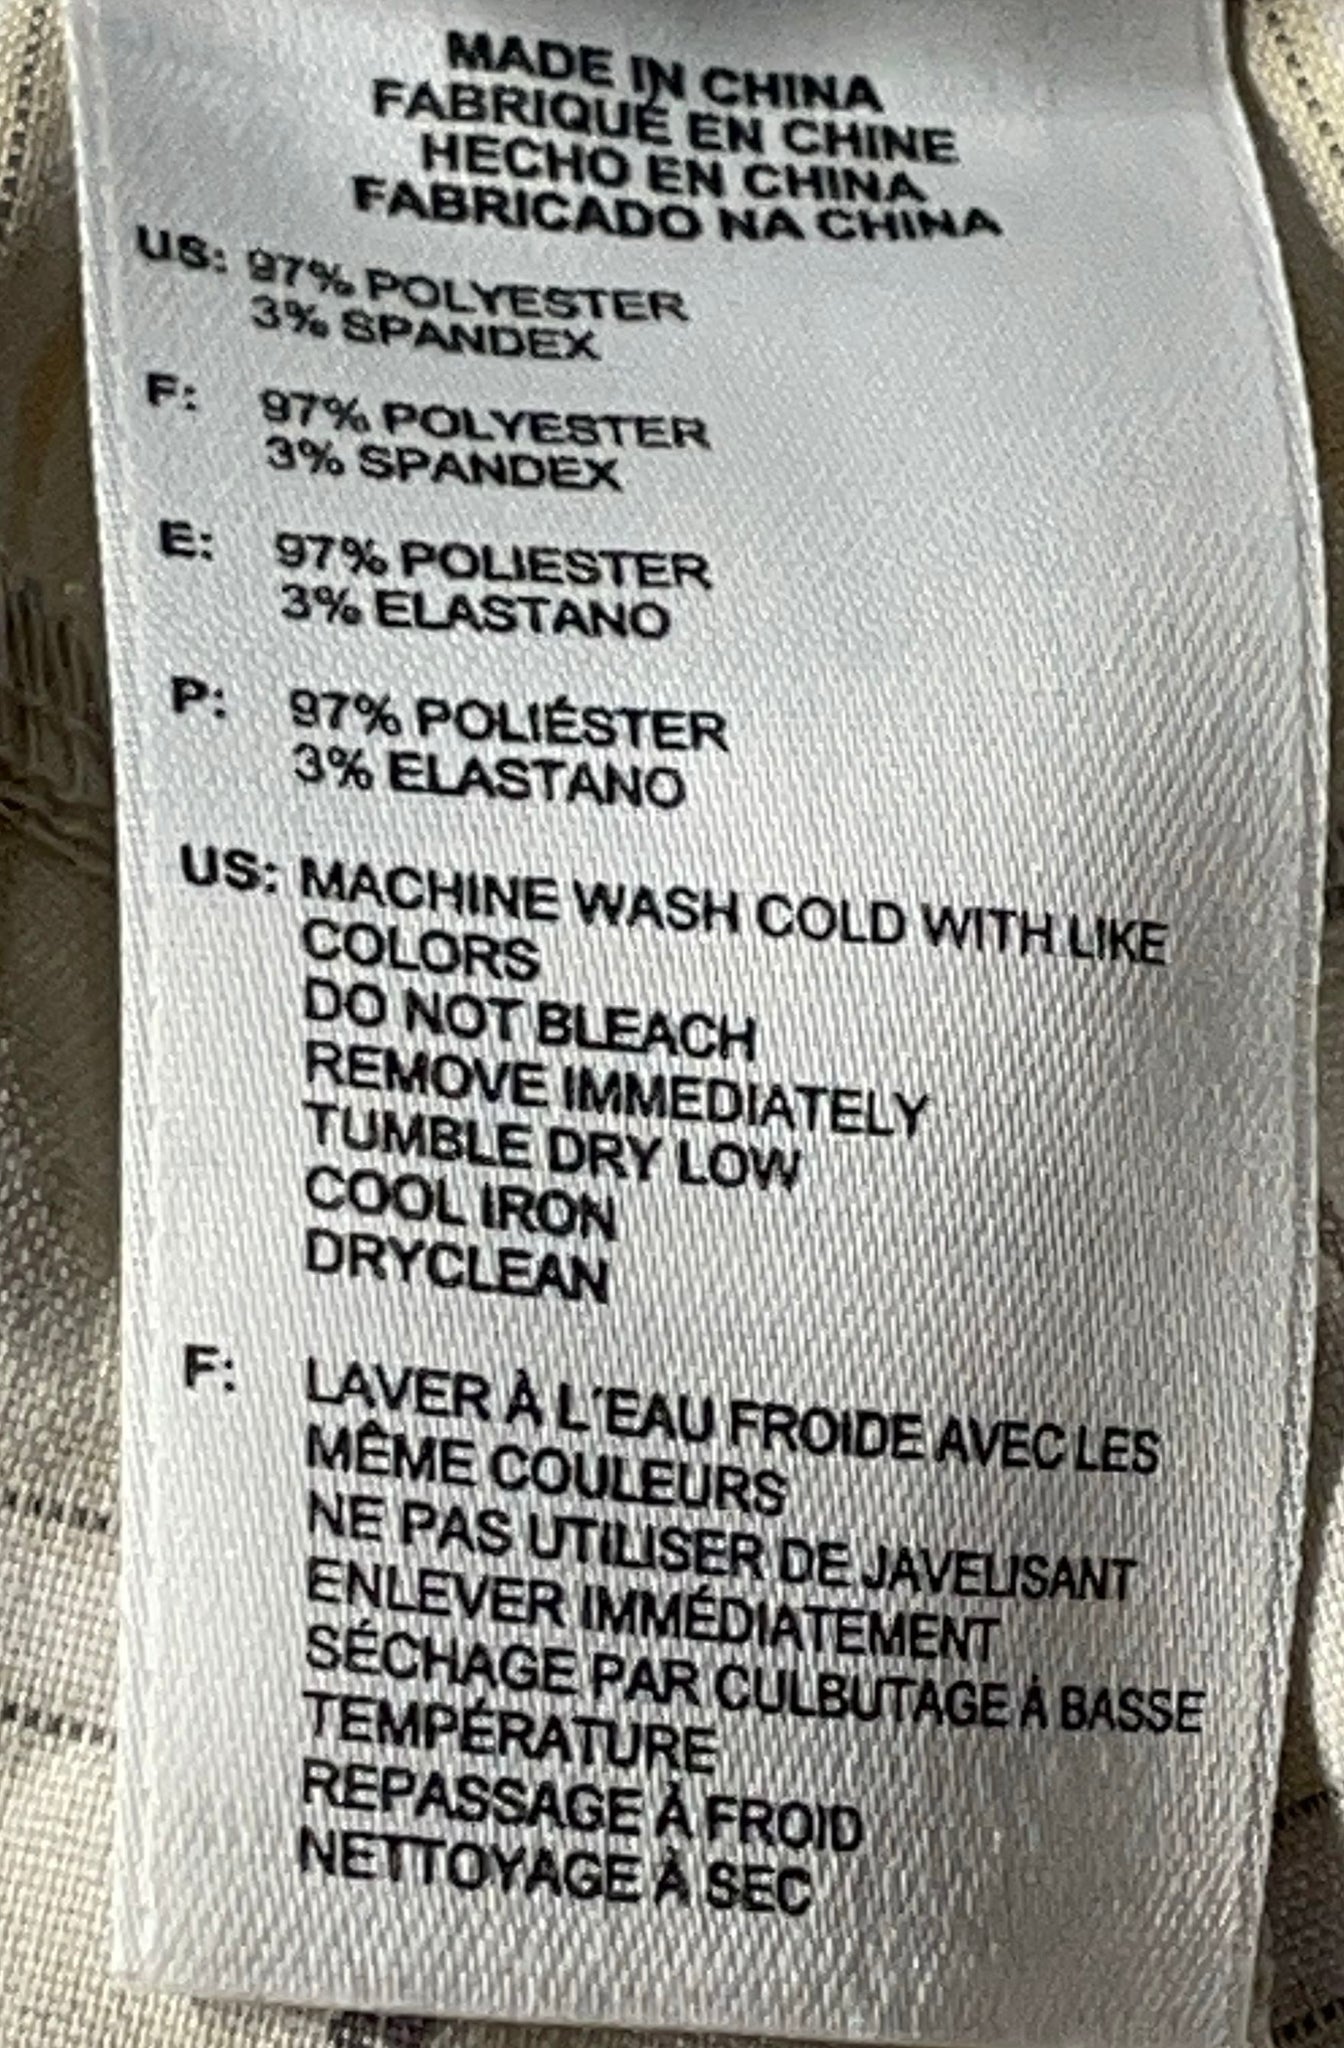 MADE IN CHINA
FABRIQUÉ EN CHINE
HECHO EN CHINA
FABRICADO NA CHINA
US: 97% POLYESTER
3% SPANDEX
F: 97% POLYESTER
3% SPANDEX
E: 97% POLIESTER
3% ELASTANO
P: 97% POLIÉSTER
3% ELASTANO
US: MACHINE WASH COLD WITH LIKE
COLORS
DO NOT BLEACH
REMOVE IMMEDIATELY
TUMBLE DRY LOW
COOL IRON
DRYCLEAN
F: LAVER À L'EAU FROIDE AVEC LES
MÊME COULEURS
NE PAS UTILISER DE JAVELISANT
ENLEVER IMMÉDIATEMENT
SÉCHAGE PAR CULBUTAGE À BASSE
TEMPÉRATURE
REPASSAGE À FROID
NETTOYAGE À SEC